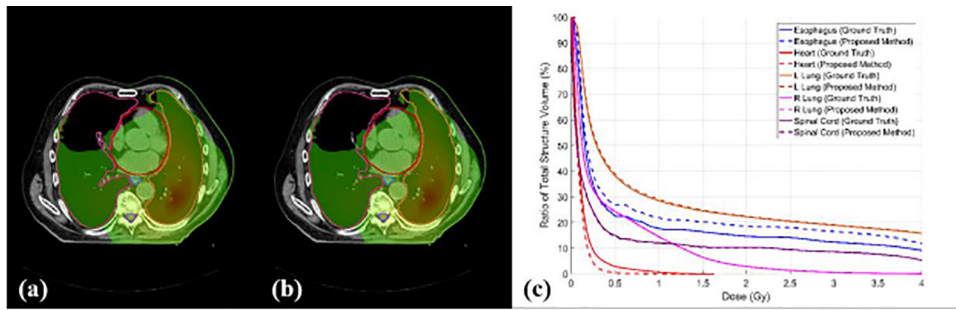 (a)
(b)
(c)
Ratio of Total Structure Volume (%)
100
90
80
70
60
50
40
30
20
10
0
Esophagus (Ground Truth)
Esophagus (Proposed Method)
Heart (Ground Truth)
Heart (Proposed Method)
L Lung (Ground Truth)
L Lung (Proposed Method)
R Lung (Ground Truth)
R Lung (Proposed Method)
Spinal Cord (Ground Truth)
Spinal Cord (Proposed Method)
0 0.5 1 1.5 2 2.5 3 3.5 4
Dose (Gy)